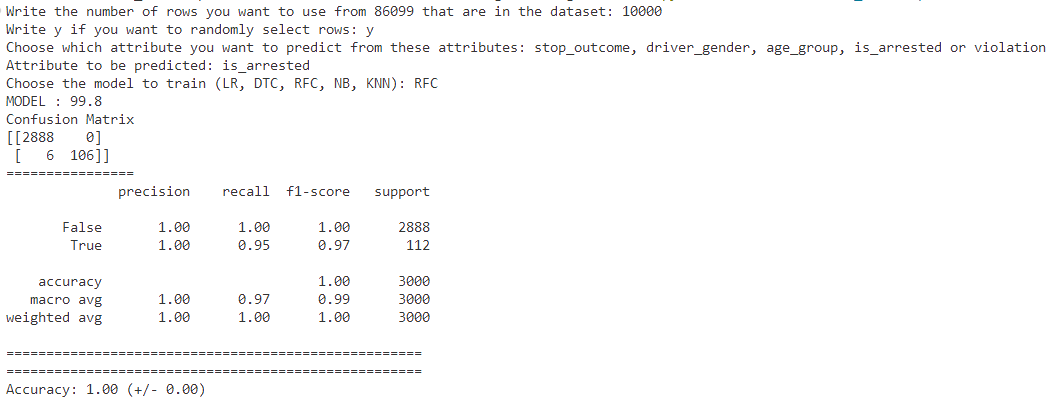 Write the number of rows you want to use from 86099 that are in the dataset: 10000
Write y if you want to randomly select rows: y
Choose which attribute you want to predict from these attributes: stop_outcome, driver_gender, age_group, is_arrested or violation
Attribute to be predicted: is_arrested
Choose the model to train (LR, DTC, RFC, NB, KNN): RFC
MODEL : 99.8
Confusion Matrix
[[2888    0]
 [   6  106]]
================
              precision    recall  f1-score   support
       False       1.00      1.00      1.00      2888
        True       1.00      0.95      0.97       112
    accuracy                           1.00      3000
   macro avg       1.00      0.97      0.99      3000
weighted avg       1.00      1.00      1.00      3000
====================================================
====================================================
Accuracy: 1.00 (+/- 0.00)